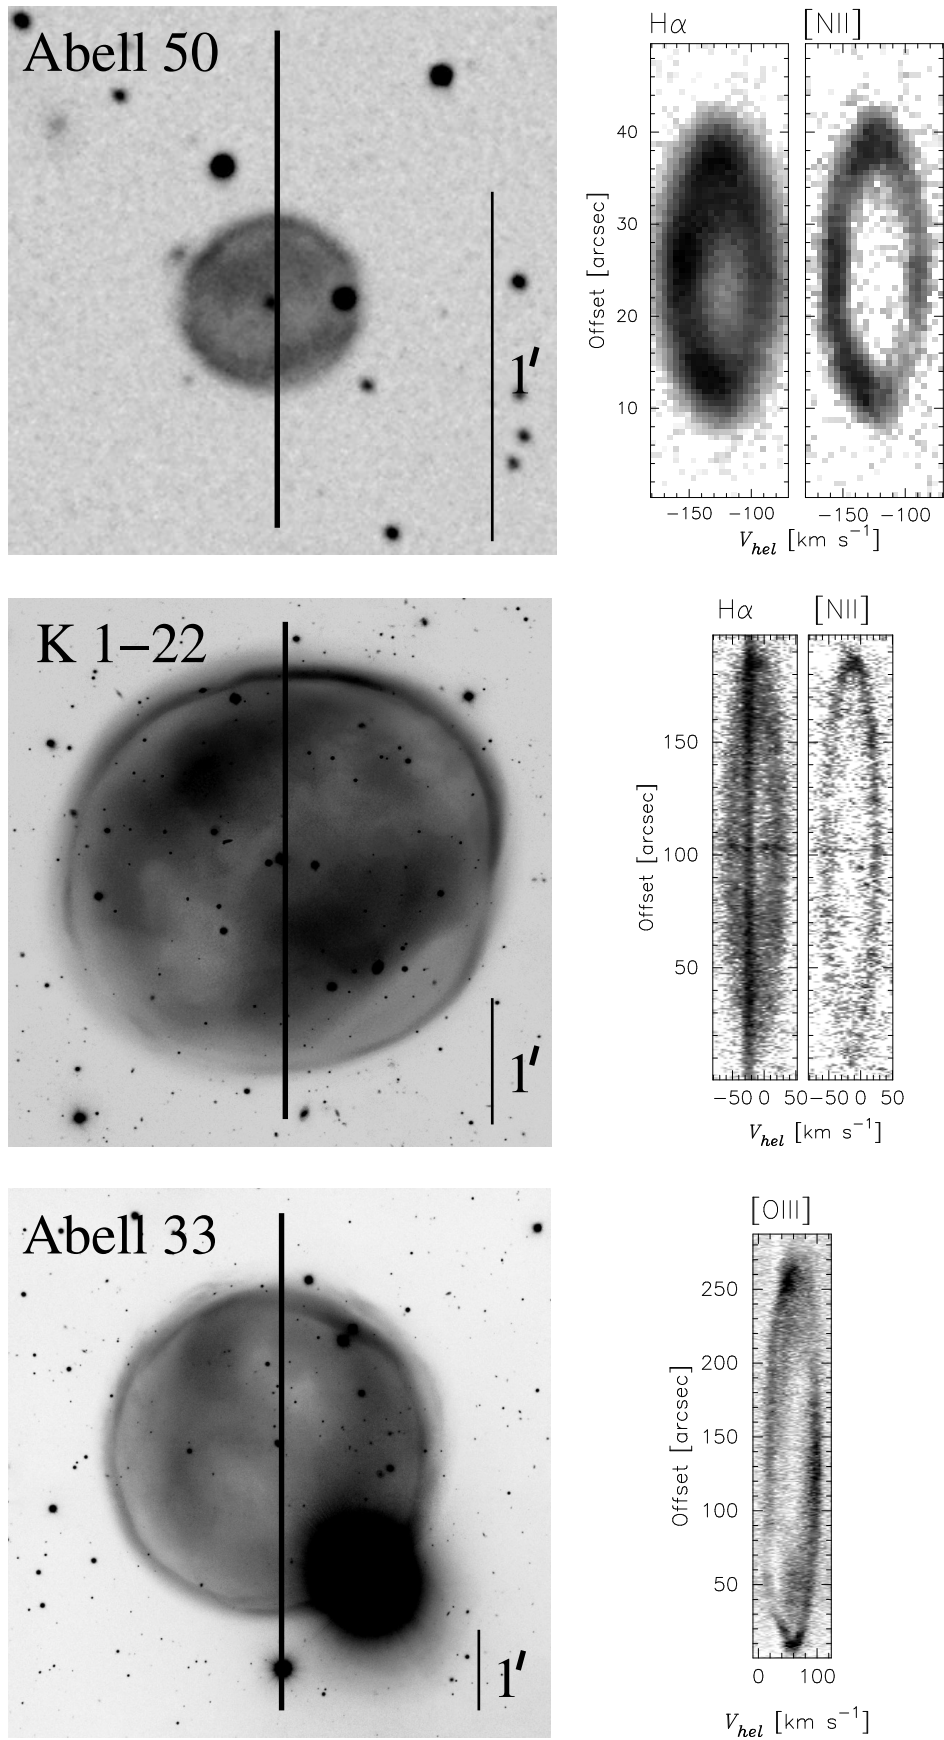 Abell 50
1′
Hα
[NII]
Offset [arcsec]
40
30
20
10
−150 −100
−150 −100
V_hel [km s⁻¹]
K 1−22
1′
Hα
[NII]
Offset [arcsec]
150
100
50
−50 0 50
−50 0 50
V_hel [km s⁻¹]
Abell 33
1′
[OIII]
Offset [arcsec]
250
200
150
100
50
0 100
V_hel [km s⁻¹]